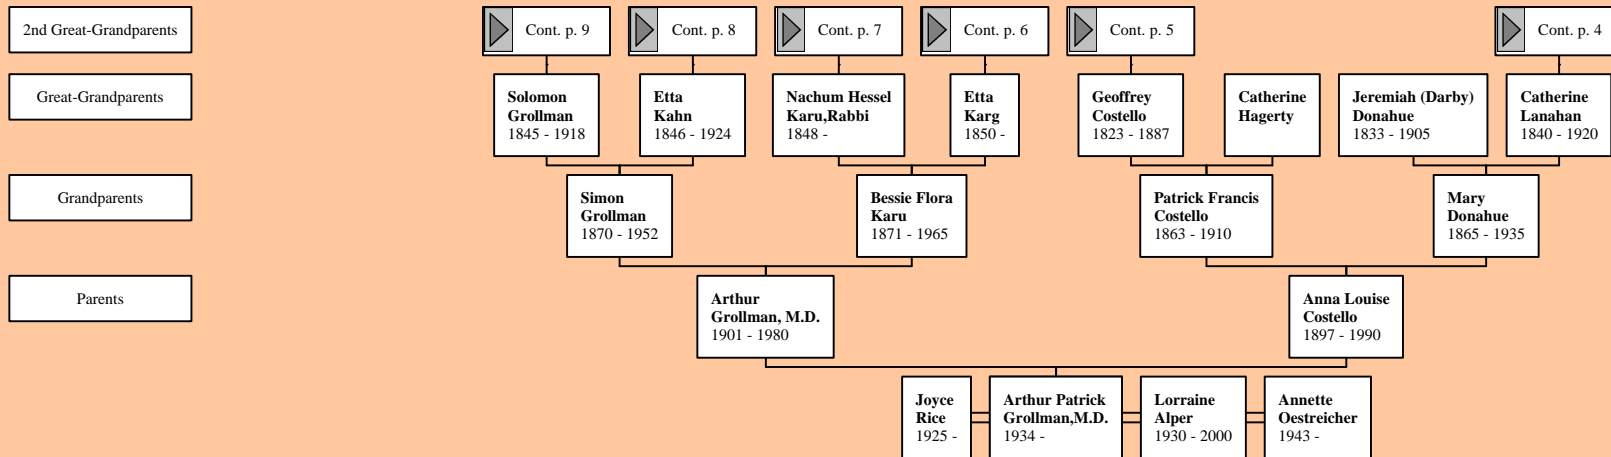 2nd Great-Grandparents
Cont. p. 9
Cont. p. 8
Cont. p. 7
Cont. p. 6
Cont. p. 5
Cont. p. 4
Great-Grandparents
Solomon
Grollman
1845 - 1918
Etta
Kahn
1846 - 1924
Nachum Hessel
Karu,Rabbi
1848 -
Etta
Karg
1850 -
Geoffrey
Costello
1823 - 1887
Catherine
Hagerty
Jeremiah (Darby)
Donahue
1833 - 1905
Catherine
Lanahan
1840 - 1920
Grandparents
Simon
Grollman
1870 - 1952
Bessie Flora
Karu
1871 - 1965
Patrick Francis
Costello
1863 - 1910
Mary
Donahue
1865 - 1935
Parents
Arthur
Grollman, M.D.
1901 - 1980
Anna Louise
Costello
1897 - 1990
Joyce
Rice
1925 -
Arthur Patrick
Grollman,M.D.
1934 -
Lorraine
Alper
1930 - 2000
Annette
Oestreicher
1943 -